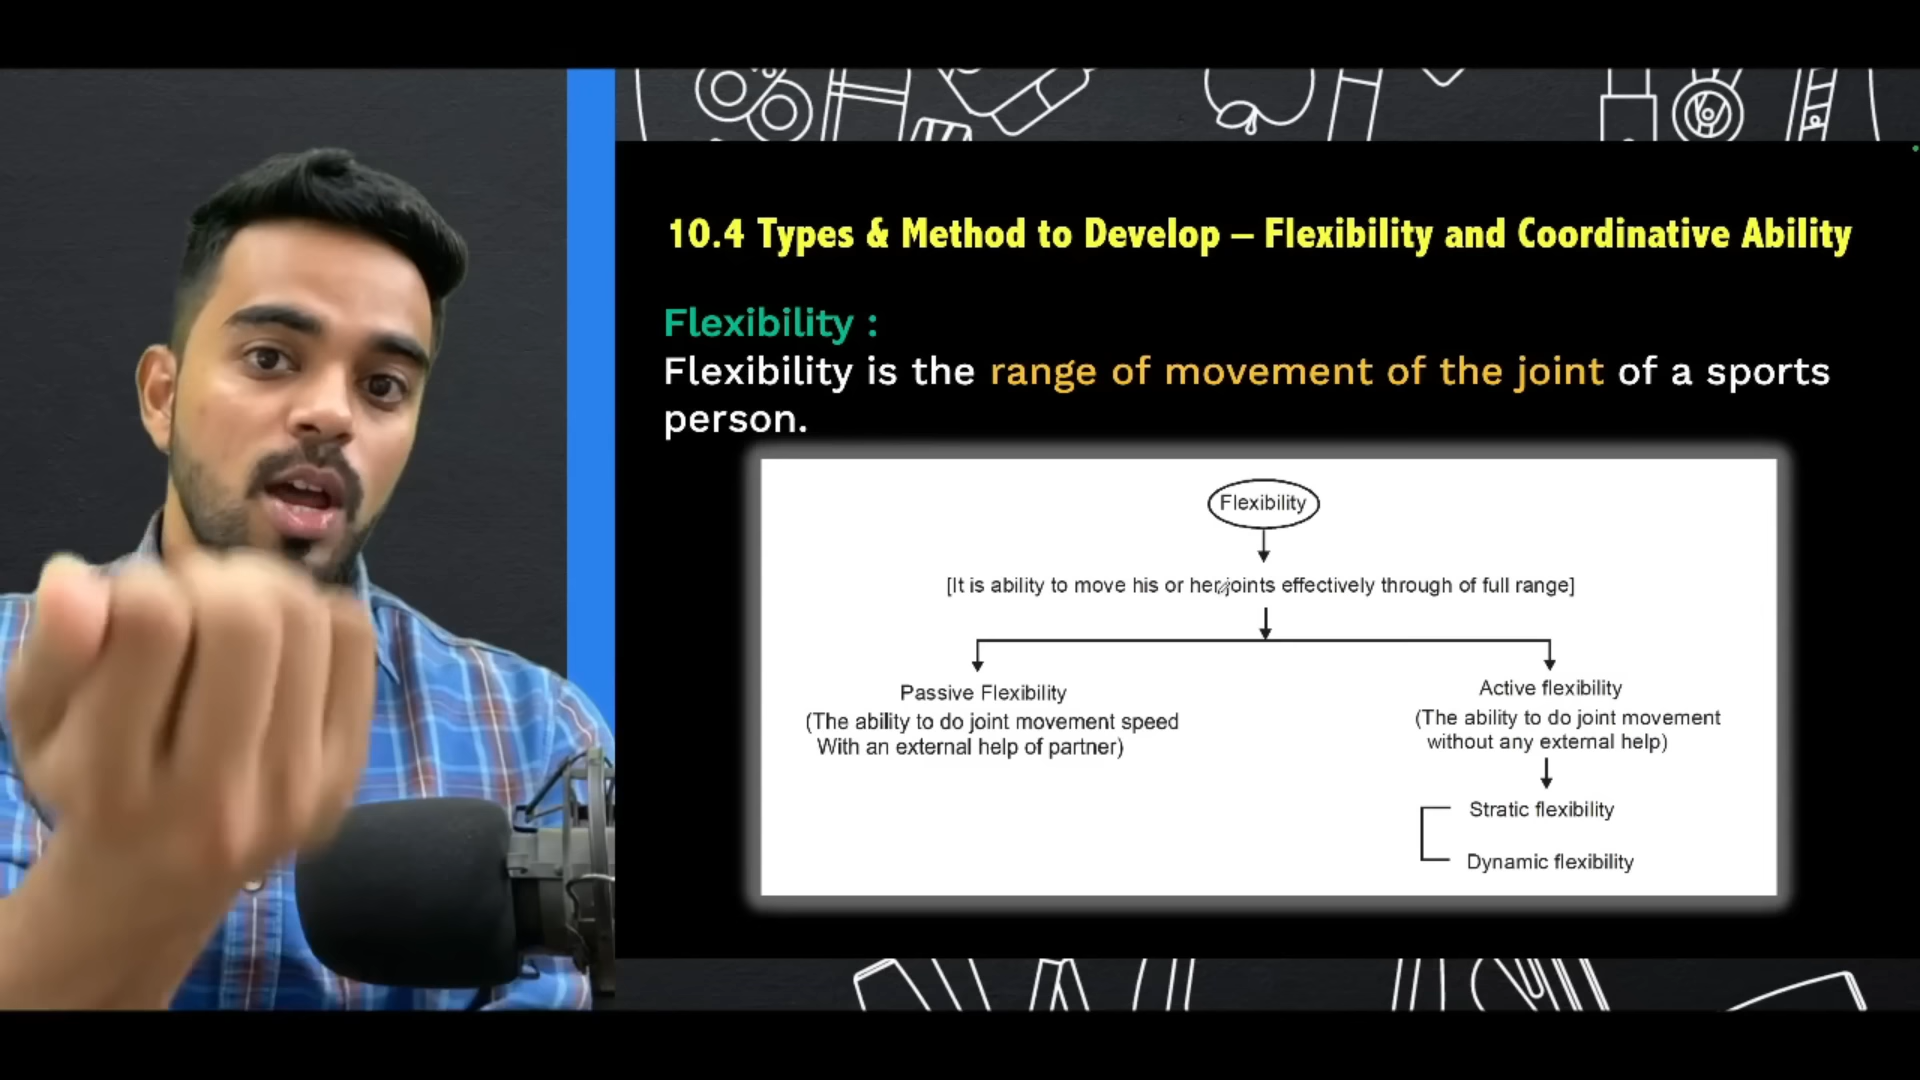 10.4 Types & Method to Develop – Flexibility and Coordinative Ability
Flexibility :
Flexibility is the range of movement of the joint of a sports
person.
Flexibility
[It is ability to move his or her joints effectively through of full range]
Passive Flexibility
(The ability to do joint movement speed
With an external help of partner)
Active flexibility
(The ability to do joint movement
without any external help)
Stratic flexibility
Dynamic flexibility